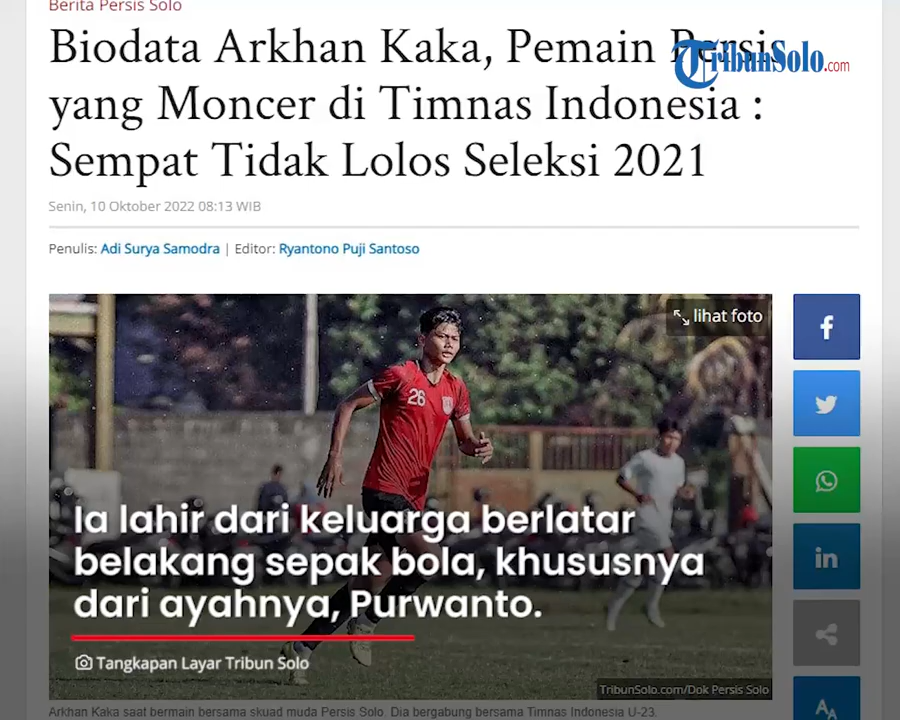 Berita Persis Solo
Biodata Arkhan Kaka, Pemain Persis
TribunSolo.com
yang Moncer di Timnas Indonesia :
Sempat Tidak Lolos Seleksi 2021
Senin, 10 Oktober 2022 08:13 WIB
Penulis: Adi Surya Samodra | Editor: Ryantono Puji Santoso
lihat foto
26
Ia lahir dari keluarga berlatar
belakang sepak bola, khususnya
dari ayahnya, Purwanto.
Tangkapan Layar Tribun Solo
TribunSolo.com/Dok Persis Solo
Arkhan Kaka saat bermain bersama skuad muda Persis Solo. Dia bergabung bersama Timnas Indonesia U-23.
f
in
AA